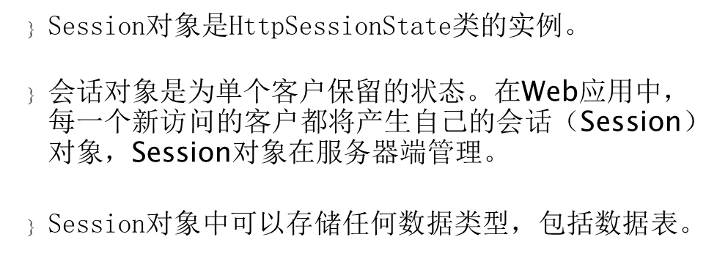 } Session对象是HttpSessionState类的实例。
} 会话对象是为单个客户保留的状态。在Web应用中，
每一个新访问的客户都将产生自己的会话（Session）
对象，Session对象在服务器端管理。
} Session对象中可以存储任何数据类型，包括数据表。